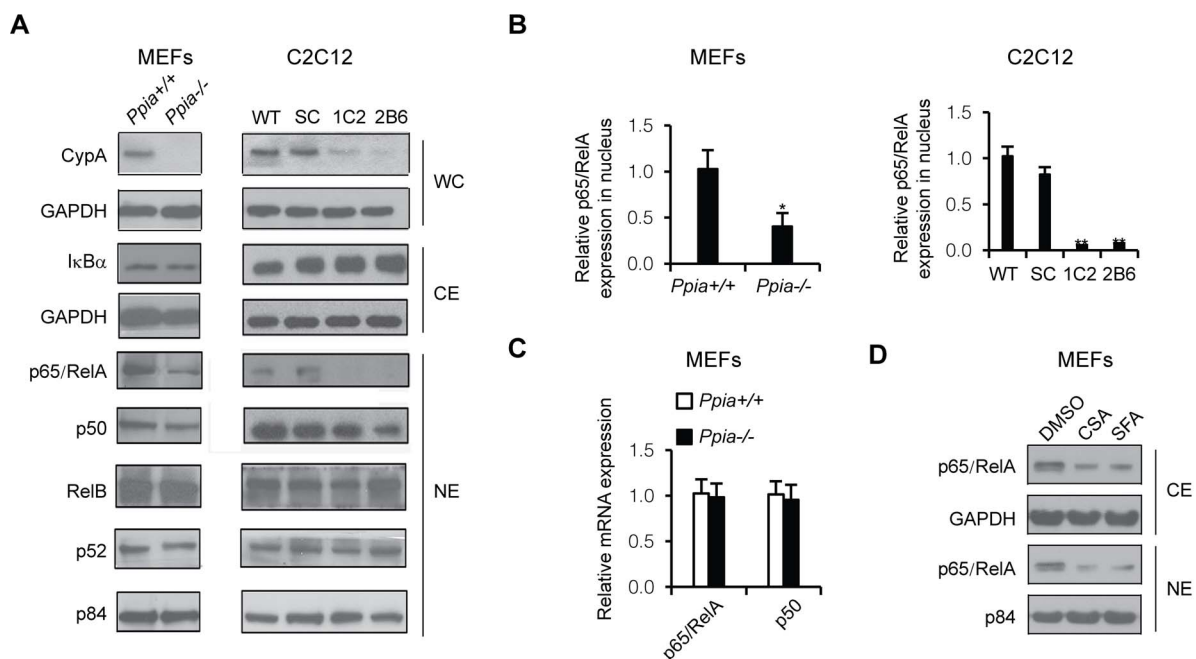 A
MEFs
C2C12
Ppia+/+ Ppia-/-
WT SC 1C2 2B6
CypA
GAPDH
WC
IκBα
GAPDH
CE
p65/RelA
p50
RelB
p52
p84
NE
B
MEFs
Relative p65/RelA
expression in nucleus
1.5
1.0
0.5
0.0
*
Ppia+/+ Ppia-/-
C2C12
Relative p65/RelA
expression in nucleus
1.5
1.0
0.5
0.0
** **
WT SC 1C2 2B6
C
MEFs
Ppia+/+
Ppia-/-
Relative mRNA expression
1.5
1.0
0.5
0.0
p65/RelA p50
D
MEFs
DMSO CSA SFA
p65/RelA
GAPDH
CE
p65/RelA
p84
NE